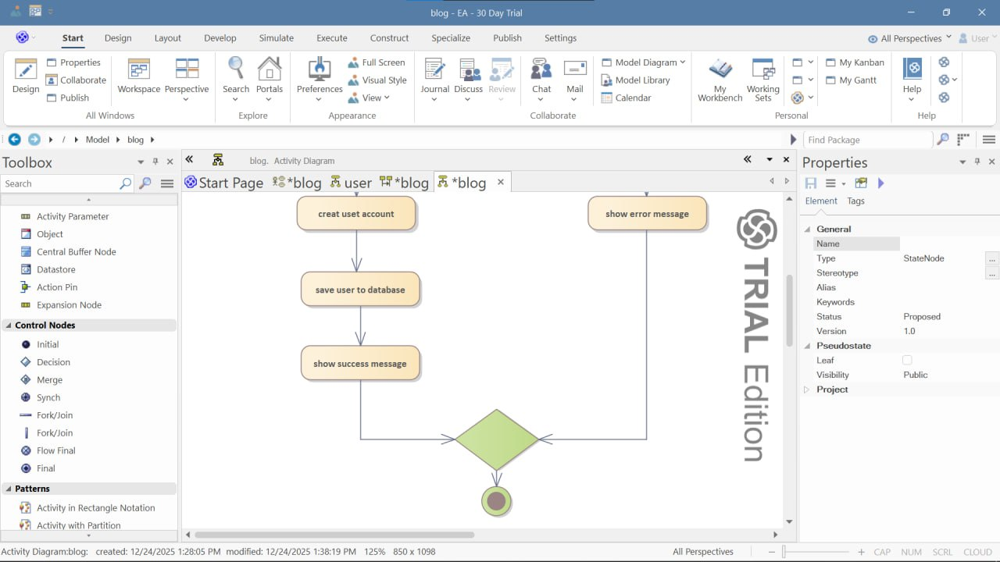 blog - EA - 30 Day Trial
Start Design Layout Develop Simulate Execute Construct Specialize Publish Settings
All Perspectives User
Design
Properties
Collaborate
Publish
All Windows
Workspace
Perspective
Search
Portals
Explore
Preferences
Full Screen
Visual Style
View
Appearance
Journal
Discuss
Review
Chat
Mail
Model Diagram
Model Library
Calendar
Collaborate
My
Workbench
Working
Sets
My Kanban
My Gantt
Personal
Help
Help
/ Model blog
Find Package
Toolbox
Search
Activity Parameter
Object
Central Buffer Node
Datastore
Action Pin
Expansion Node
Control Nodes
Initial
Decision
Merge
Synch
Fork/Join
Fork/Join
Flow Final
Final
Patterns
Activity in Rectangle Notation
Activity with Partition
blog. Activity Diagram
Start Page *blog user *blog *blog
creat uset account
show error message
save user to database
show success message
TRIAL Edition
Properties
Element Tags
General
Name
Type StateNode ...
Stereotype ...
Alias
Keywords
Status Proposed
Version 1.0
Pseudostate
Leaf
Visibility Public
Project
Activity Diagram:blog: created: 12/24/2025 1:28:05 PM modified: 12/24/2025 1:38:19 PM 125% 850 x 1098
All Perspectives
CAP NUM SCRL CLOUD